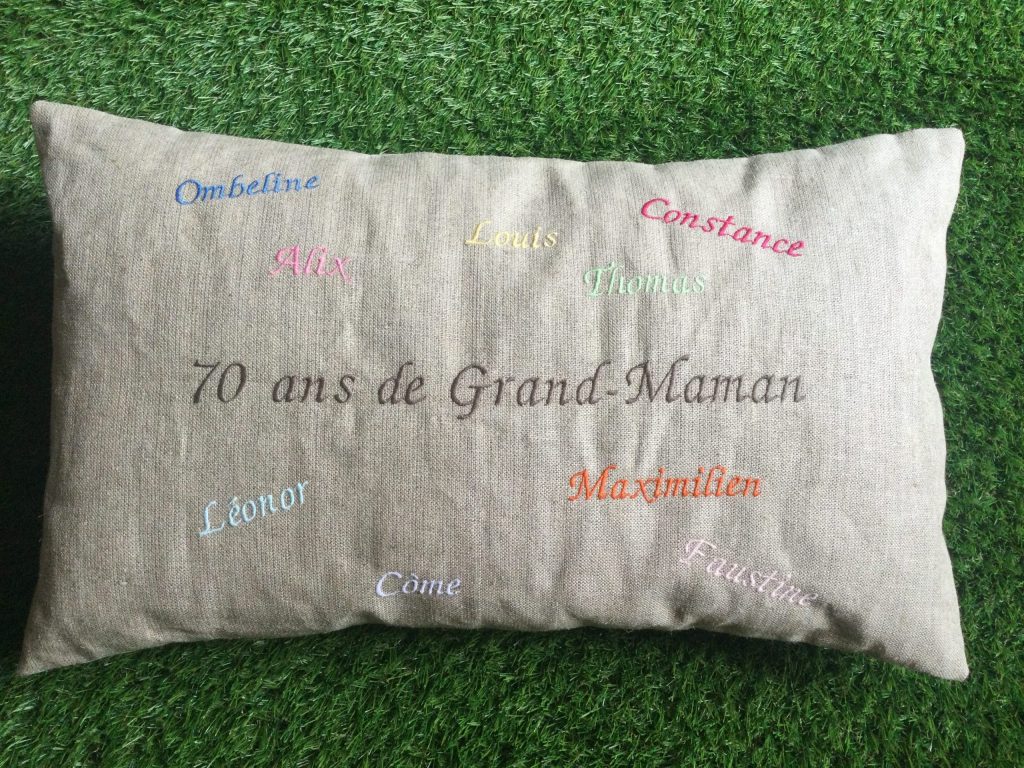 Ombeline
Constance
Louis
Alix
Thomas
70 ans de Grand-Maman
Maximilien
Léonor
Faustine
Côme